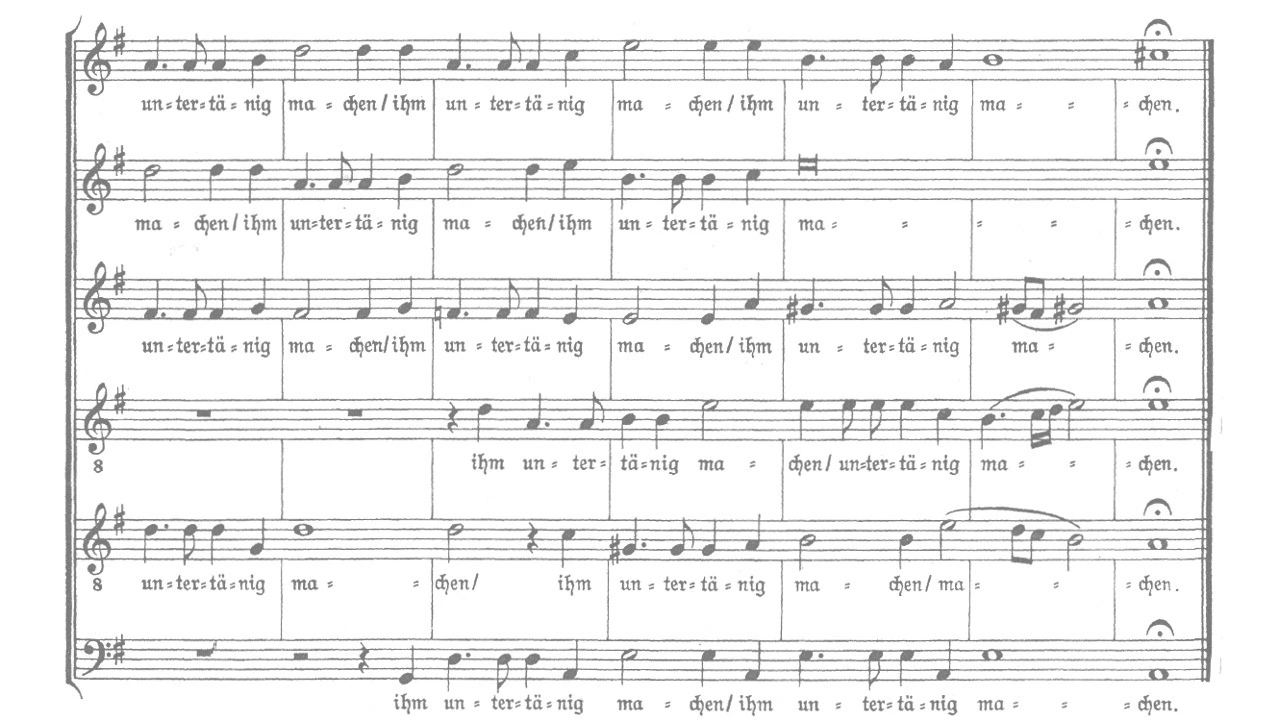 un=ter=tä=nig ma = chen/ ihm un = ter=tä=nig ma = chen/ ihm un = ter=tä=nig ma = = = chen.
ma = chen/ ihm un=ter=tä=nig ma = chen/ ihm un = ter=tä=nig ma = = = = = chen.
un=ter=tä=nig ma = chen/ ihm un = ter=tä=nig ma = chen/ ihm un = ter=tä=nig ma = = chen.
8 ihm un = ter= tä=nig ma = chen/ un=ter=tä=nig ma = = = chen.
8 un=ter=tä=nig ma = = chen/ ihm un = ter=tä=nig ma = chen/ ma = = = chen.
ihm un = ter=tä=nig ma = chen/ ihm un = ter=tä=nig ma = = = chen.